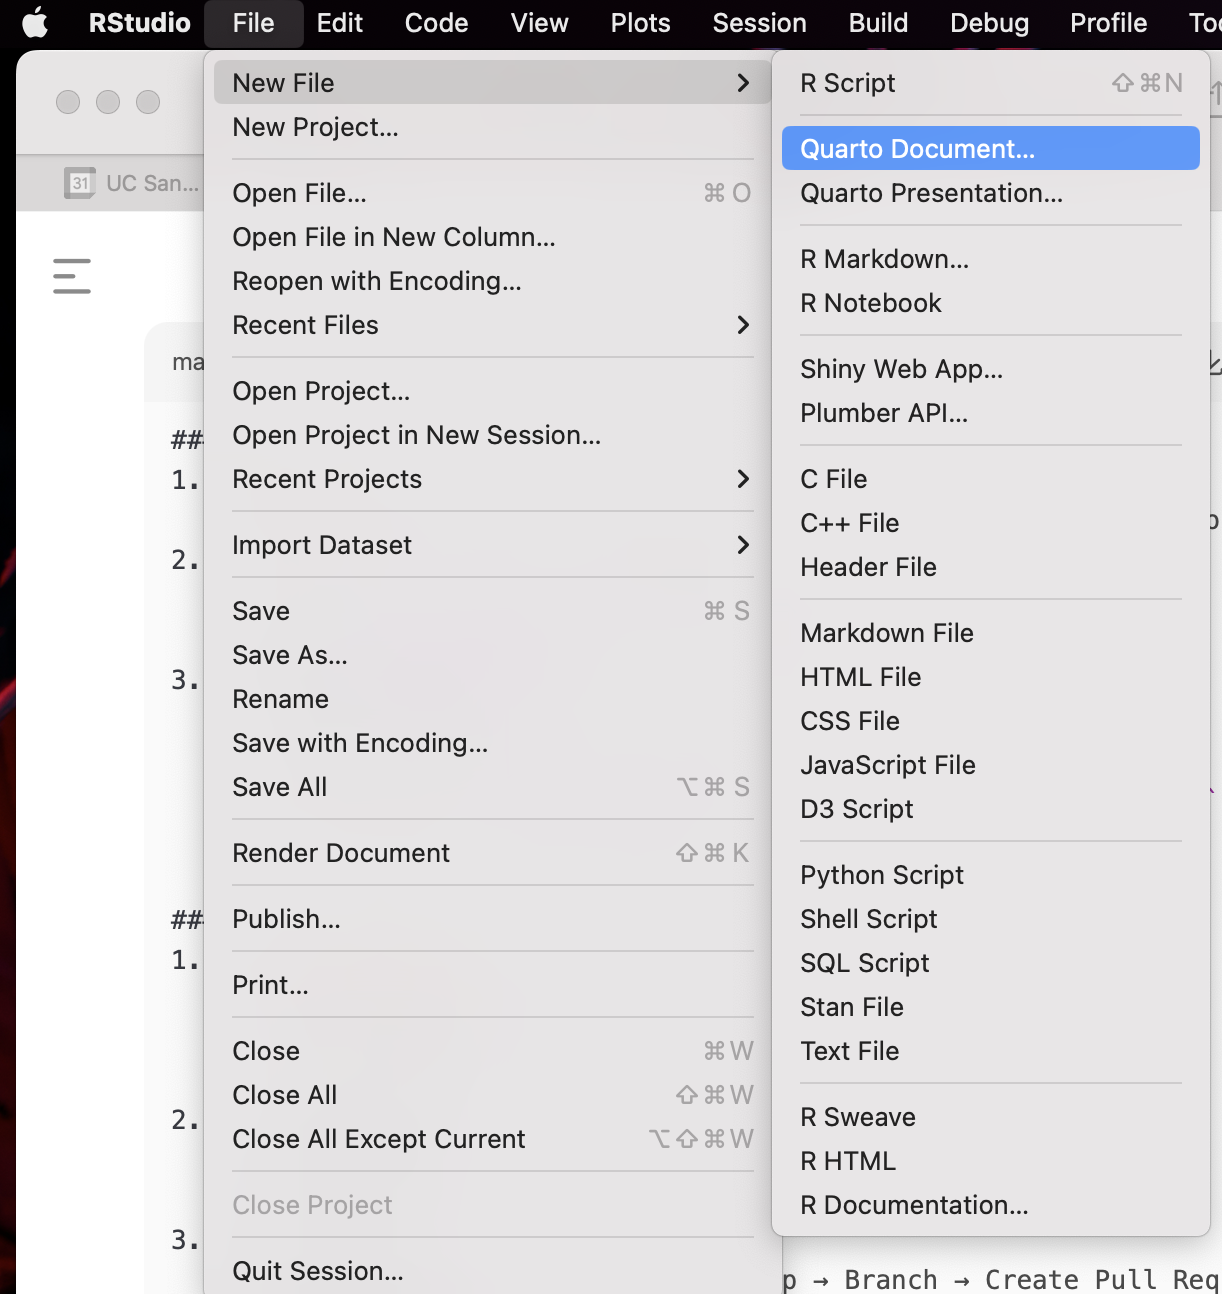 RStudio File Edit Code View Plots Session Build Debug Profile
31 UC San...
New File
New Project...
Open File... ⌘ O
Open File in New Column...
Reopen with Encoding...
Recent Files
Open Project...
Open Project in New Session...
Recent Projects
Import Dataset
Save ⌘ S
Save As...
Rename
Save with Encoding...
Save All ⌥⌘ S
Render Document ⇧⌘ K
Publish...
Print...
Close ⌘W
Close All ⇧⌘W
Close All Except Current ⌥⇧⌘W
Close Project
Quit Session...
R Script ⇧⌘N
Quarto Document...
Quarto Presentation...
R Markdown...
R Notebook
Shiny Web App...
Plumber API...
C File
C++ File
Header File
Markdown File
HTML File
CSS File
JavaScript File
D3 Script
Python Script
Shell Script
SQL Script
Stan File
Text File
R Sweave
R HTML
R Documentation...
ma
##
1.
2.
3.
##
1.
2.
3.
p → Branch → Create Pull Req